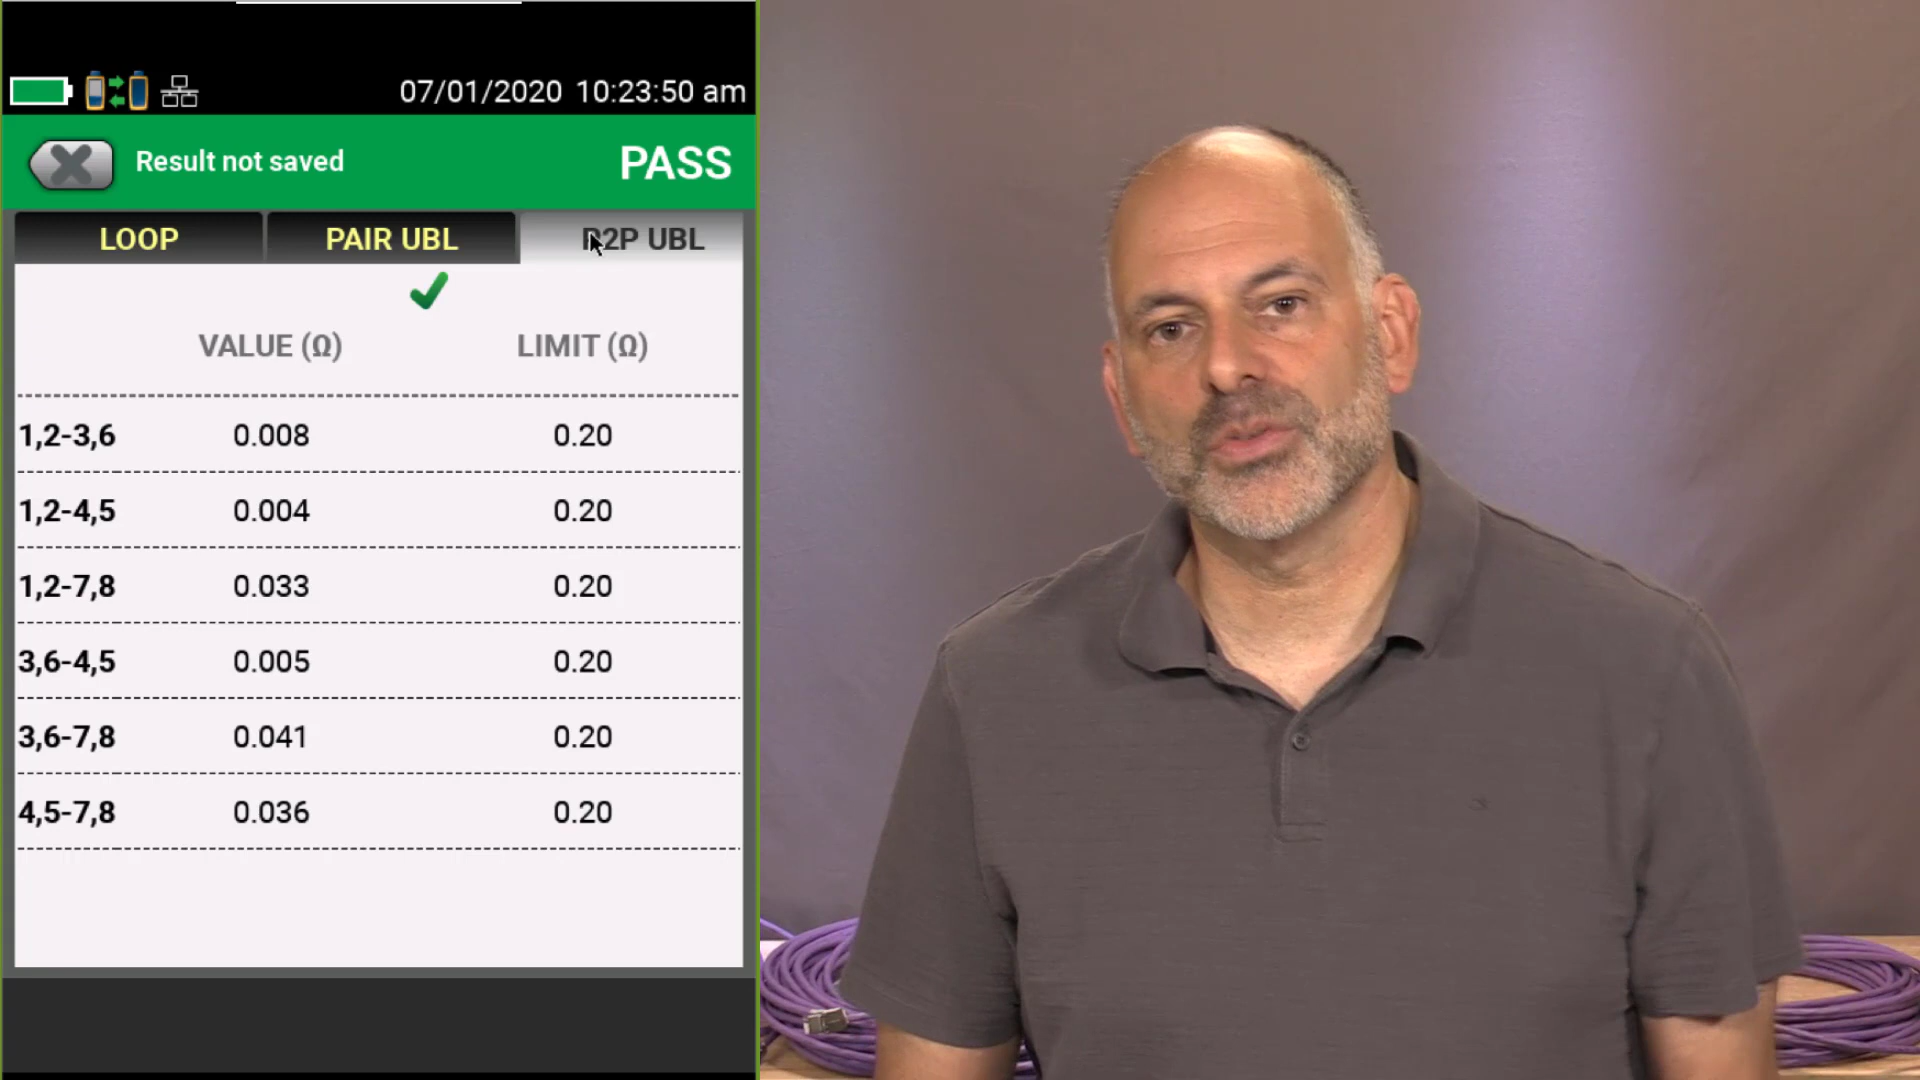 07/01/2020 10:23:50 am
Result not saved
PASS
LOOP PAIR UBL P2P UBL
VALUE (Ω) LIMIT (Ω)
1,2-3,6 0.008 0.20
1,2-4,5 0.004 0.20
1,2-7,8 0.033 0.20
3,6-4,5 0.005 0.20
3,6-7,8 0.041 0.20
4,5-7,8 0.036 0.20